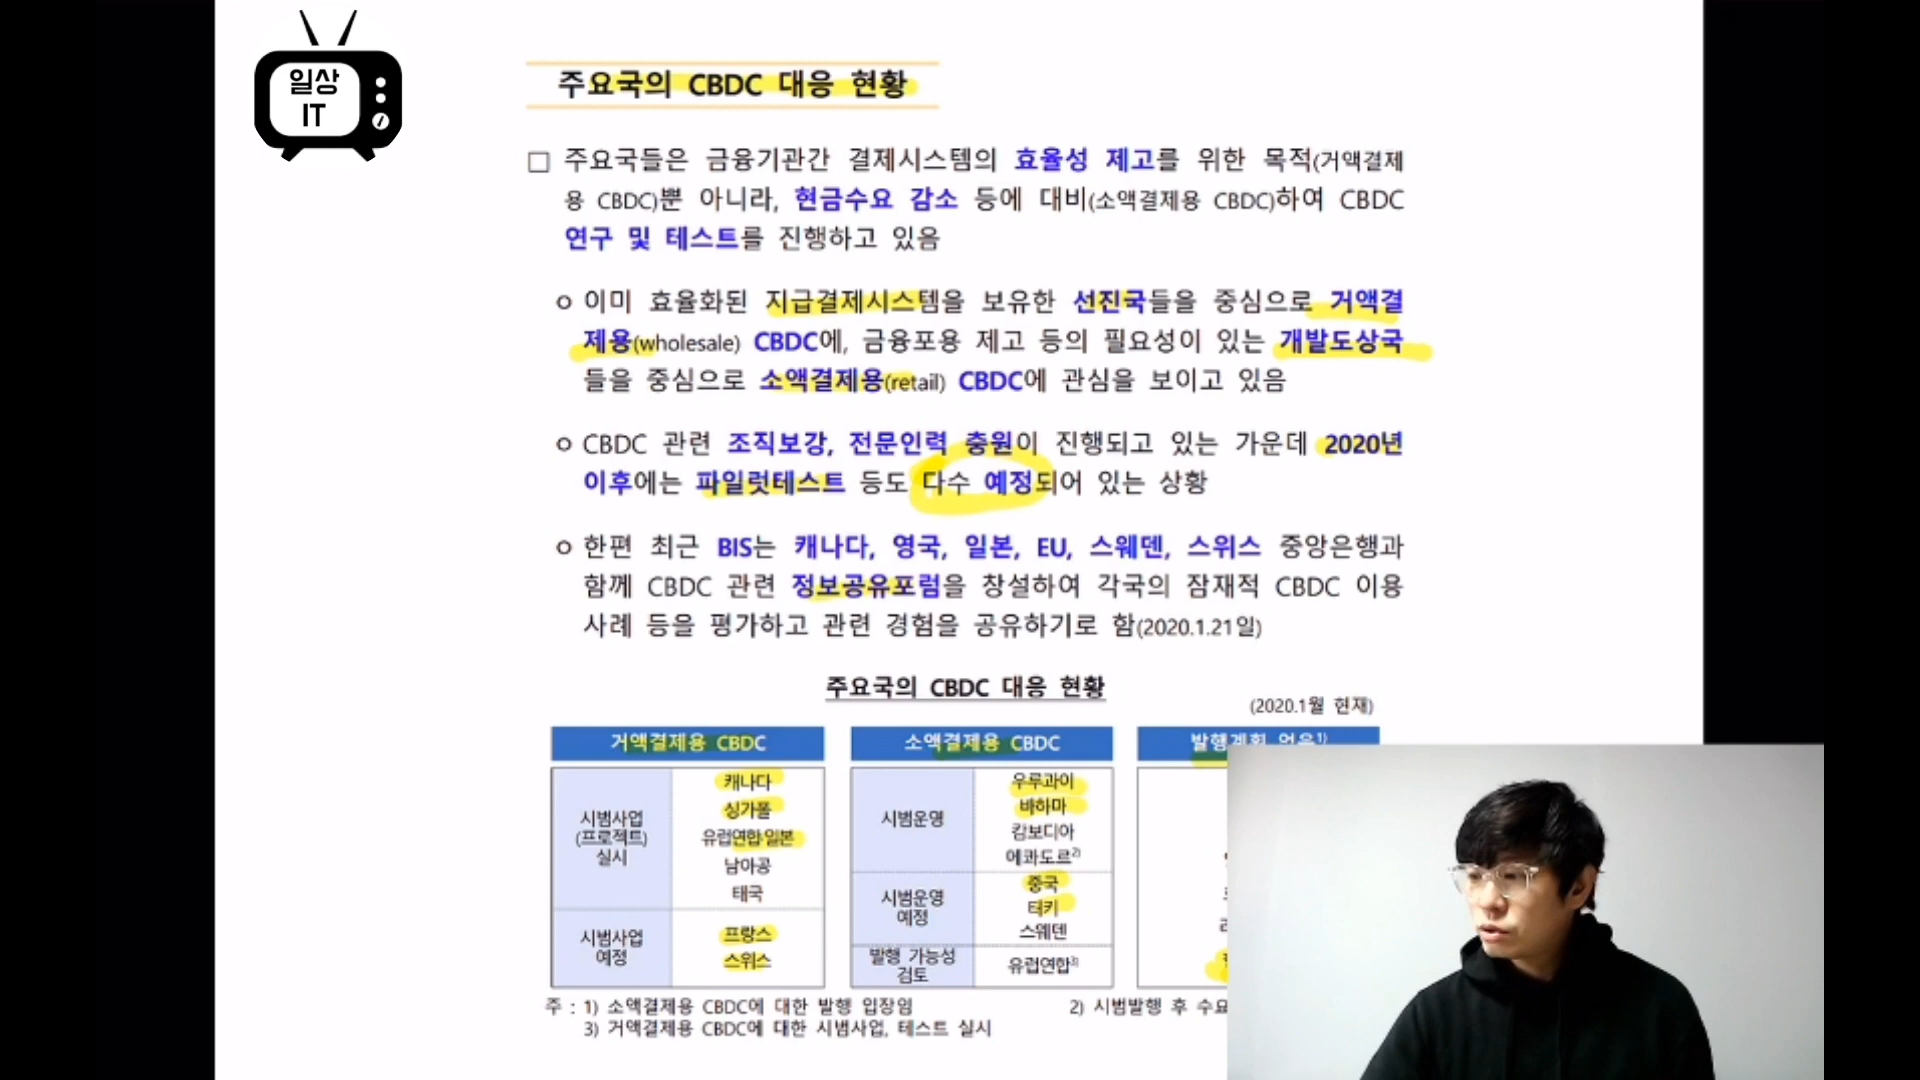 일상
IT
주요국의 CBDC 대응 현황
□ 주요국들은 금융기관간 결제시스템의 효율성 제고를 위한 목적(거액결제
용 CBDC)뿐 아니라, 현금수요 감소 등에 대비(소액결제용 CBDC)하여 CBDC
연구 및 테스트를 진행하고 있음
o 이미 효율화된 지급결제시스템을 보유한 선진국들을 중심으로 거액결
제용(wholesale) CBDC에, 금융포용 제고 등의 필요성이 있는 개발도상국
들을 중심으로 소액결제용(retail) CBDC에 관심을 보이고 있음
o CBDC 관련 조직보강, 전문인력 충원이 진행되고 있는 가운데 2020년
이후에는 파일럿테스트 등도 다수 예정되어 있는 상황
o 한편 최근 BIS는 캐나다, 영국, 일본, EU, 스웨덴, 스위스 중앙은행과
함께 CBDC 관련 정보공유포럼을 창설하여 각국의 잠재적 CBDC 이용
사례 등을 평가하고 관련 경험을 공유하기로 함(2020.1.21일)
주요국의 CBDC 대응 현황
(2020.1월 현재)
거액결제용 CBDC
시범사업
(프로젝트)
실시
캐나다
싱가폴
유럽연합·일본
남아공
태국
시범사업
예정
프랑스
스위스
소액결제용 CBDC
시범운영
우루과이
바하마
캄보디아
에콰도르2)
시범운영
예정
중국
터키
스웨덴
발행 가능성
검토
유럽연합3)
발행계획 없음1)
주 : 1) 소액결제용 CBDC에 대한 발행 입장임
2) 시범발행 후 수요
3) 거액결제용 CBDC에 대한 시범사업, 테스트 실시